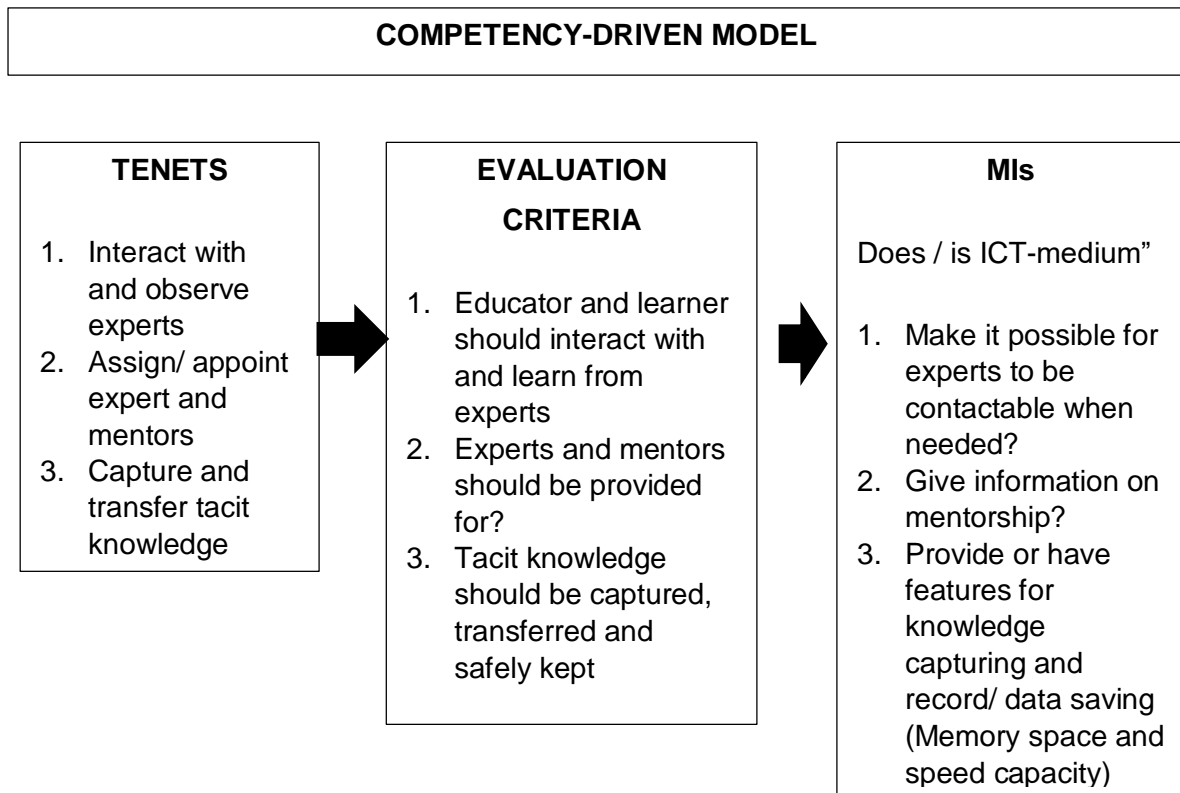 COMPETENCY-DRIVEN MODEL
TENETS
1. Interact with
and observe
experts
2. Assign/ appoint
expert and
mentors
3. Capture and
transfer tacit
knowledge
EVALUATION
CRITERIA
1. Educator and learner
should interact with
and learn from
experts
2. Experts and mentors
should be provided
for?
3. Tacit knowledge
should be captured,
transferred and
safely kept
MIs
Does / is ICT-medium”
1. Make it possible for
experts to be
contactable when
needed?
2. Give information on
mentorship?
3. Provide or have
features for
knowledge
capturing and
record/ data saving
(Memory space and
speed capacity)